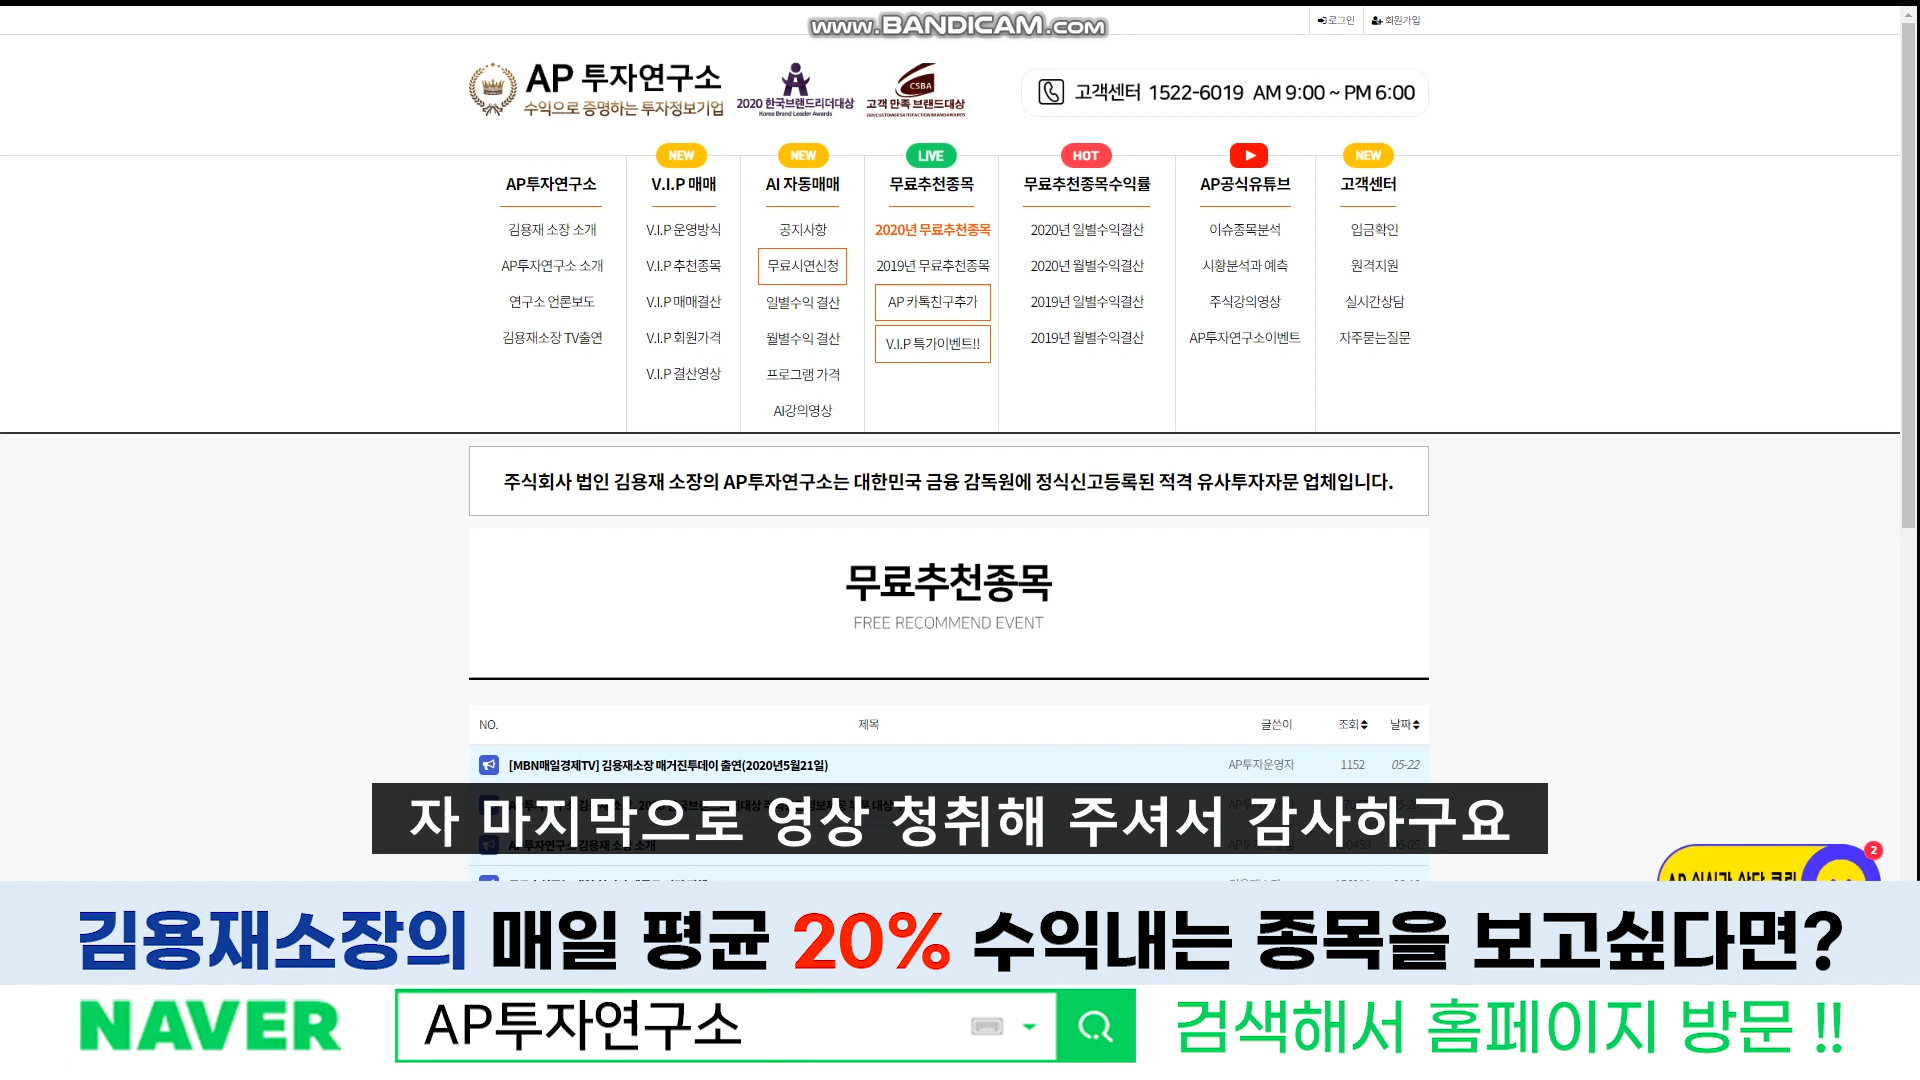 www.BANDICAM.com
로그인 회원가입
AP 투자연구소
수익으로 증명하는 투자정보기업
2020 한국브랜드리더대상
Korea Brand Leader Awards
CSBA
고객 만족 브랜드대상
2020 CUSTOMER SATISFACTION BRAND AWARDS
고객센터 1522-6019 AM 9:00 ~ PM 6:00
NEW NEW LIVE HOT NEW
AP투자연구소 V.I.P 매매 AI 자동매매 무료추천종목 무료추천종목수익률 AP공식유튜브 고객센터
김용재 소장 소개 V.I.P 운영방식 공지사항 2020년 무료추천종목 2020년 일별수익결산 이슈종목분석 입금확인
AP투자연구소 소개 V.I.P 추천종목 무료시연신청 2019년 무료추천종목 2020년 월별수익결산 시황분석과 예측 원격지원
연구소 언론보도 V.I.P 매매결산 일별수익 결산 AP 카톡친구추가 2019년 일별수익결산 주식강의영상 실시간상담
김용재소장 TV출연 V.I.P 회원가격 월별수익 결산 V.I.P 특가이벤트!! 2019년 월별수익결산 AP투자연구소이벤트 자주묻는질문
V.I.P 결산영상 프로그램 가격
AI강의영상
주식회사 법인 김용재 소장의 AP투자연구소는 대한민국 금융 감독원에 정식신고등록된 적격 유사투자자문 업체입니다.
무료추천종목
FREE RECOMMEND EVENT
NO. 제목 글쓴이 조회 날짜
[MBN매일경제TV] 김용재소장 매거진투데이 출연(2020년5월21일) AP투자운영자 1152 05-22
자 마지막으로 영상 청취해 주셔서 감사하구요
AP 투자연구소 김용재 소장 소개
2
김용재소장의 매일 평균 20% 수익내는 종목을 보고싶다면?
NAVER AP투자연구소 검색해서 홈페이지 방문 !!